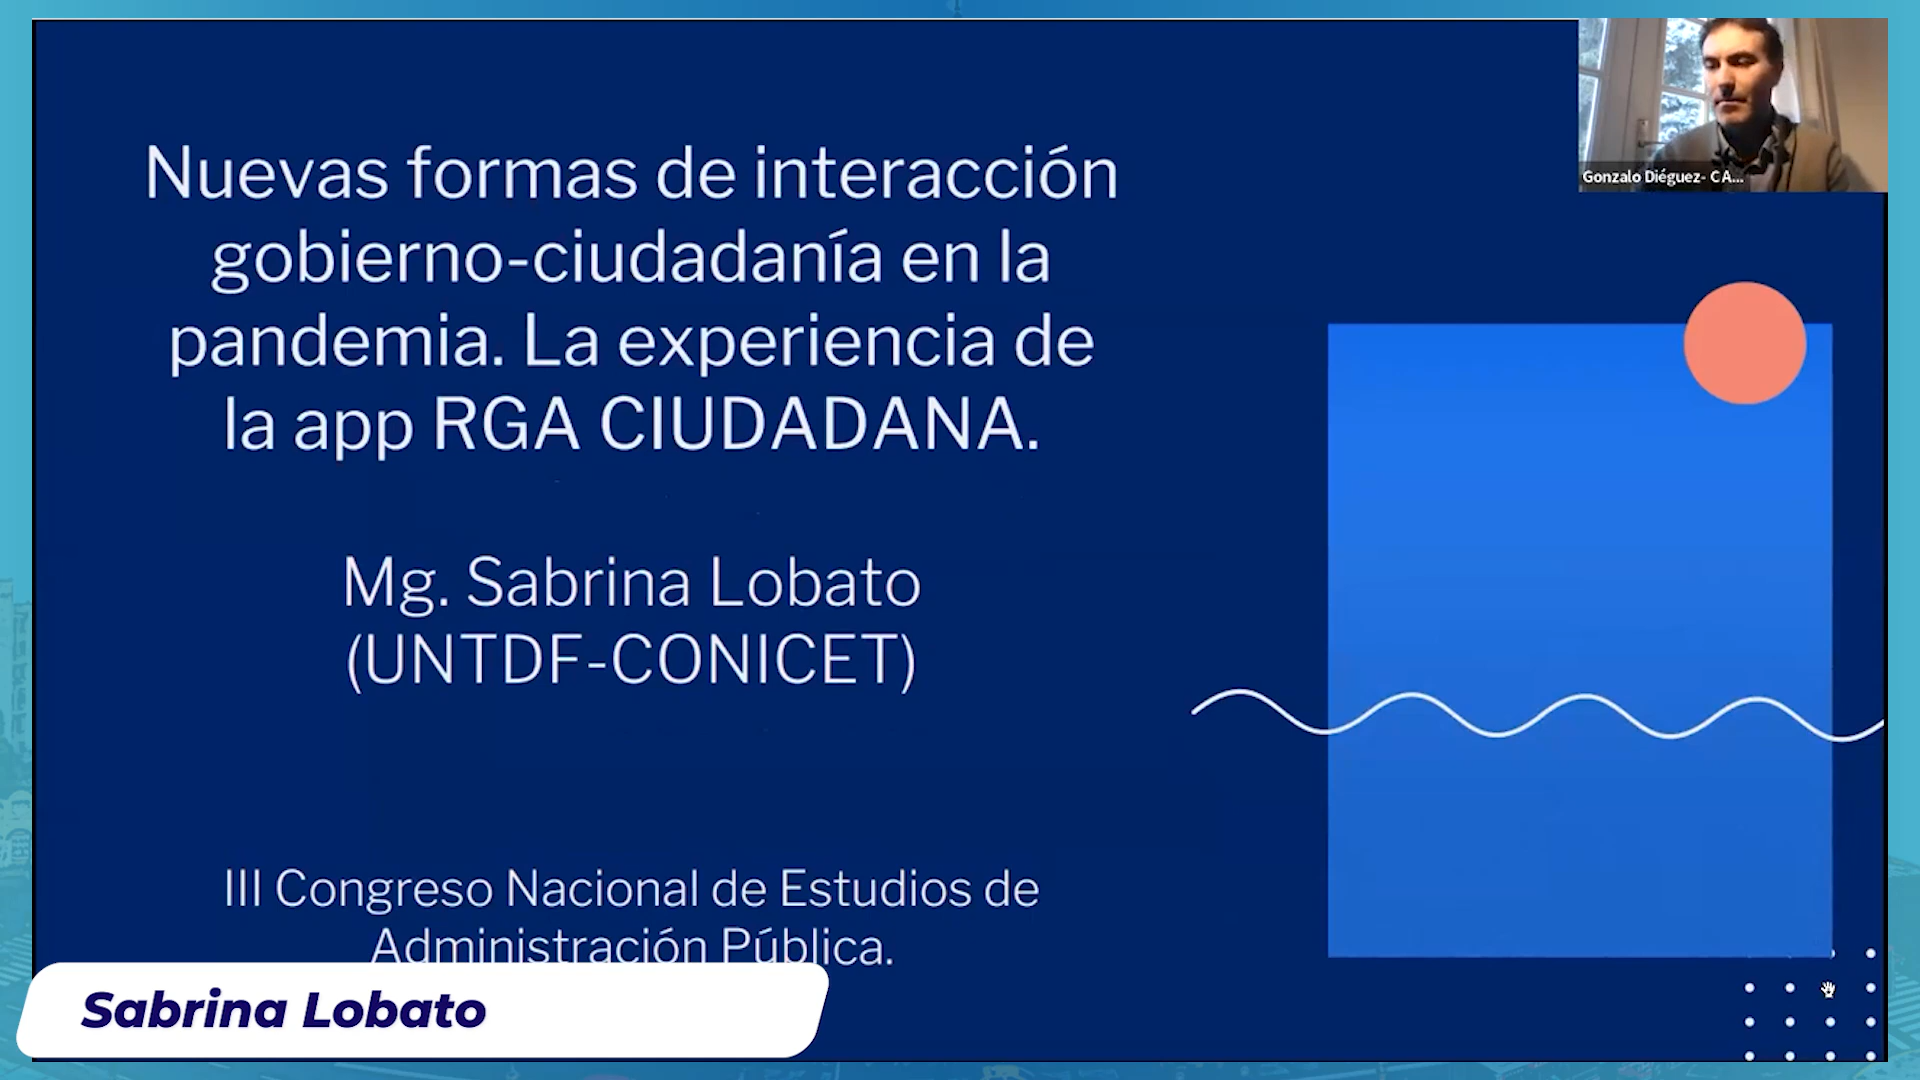 Nuevas formas de interacción
gobierno-ciudadanía en la
pandemia. La experiencia de
la app RGA CIUDADANA.
Mg. Sabrina Lobato
(UNTDF-CONICET)
III Congreso Nacional de Estudios de
Administración Pública.
Sabrina Lobato
Gonzalo Diéguez- CA...